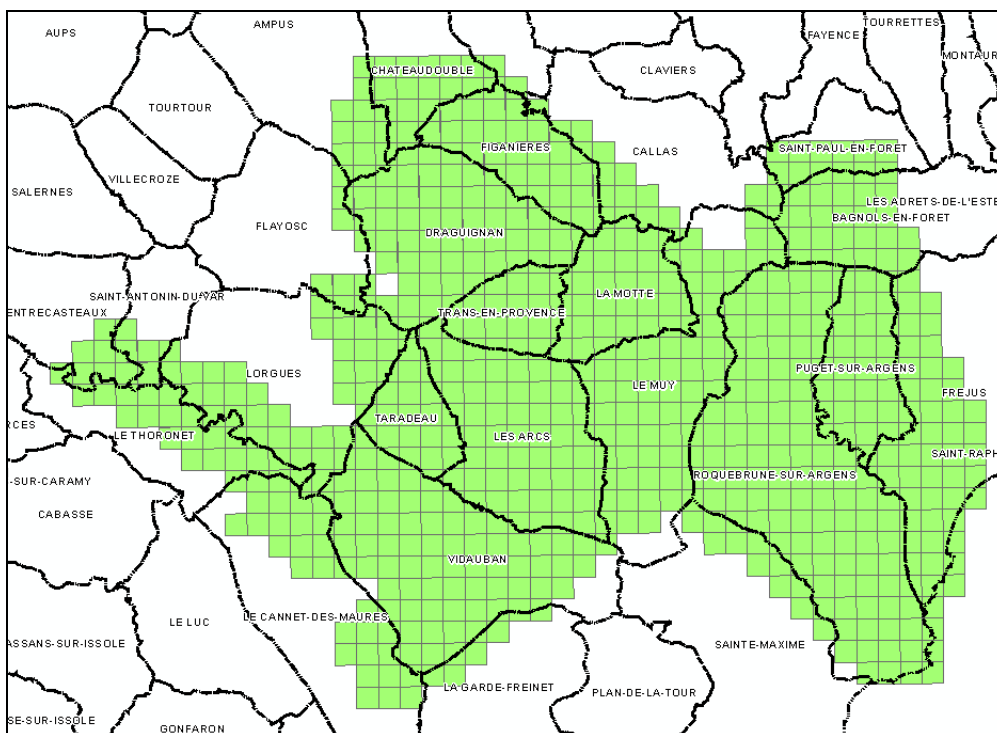 TOURRETTES
AMPUS
AUPS
FAYENCE
MONTAUR
CHATEAUDOUBLE
CLAVIERS
TOURTOUR
FIGANIERES
SAINT-PAUL-EN-FORET
CALLAS
VILLECROZE
SALERNES
LES ADRETS-DE-L'ESTE
BAGNOLS-EN-FORET
FLAYOSC
DRAGUIGNAN
SAINT-ANTONIN-DU-VAR
LA MOTTE
ENTRECASTEAUX
TRANS-EN-PROVENCE
PUGET-SUR-ARGENS
LORGUES
LE MUY
FREJUS
TARADEAU
RCES
LE THORONET
LES ARCS
SAINT-RAPH
ROQUEBRUNE-SUR-ARGENS
-SUR-CARAMY
CABASSE
VIDAUBAN
LE CANNET-DES-MAURES
LE LUC
ASSANS-SUR-ISSOLE
SAINTE-MAXIME
LA GARDE-FREINET
PLAN-DE-LA-TOUR
SE-SUR-ISSOLE
GONFARON